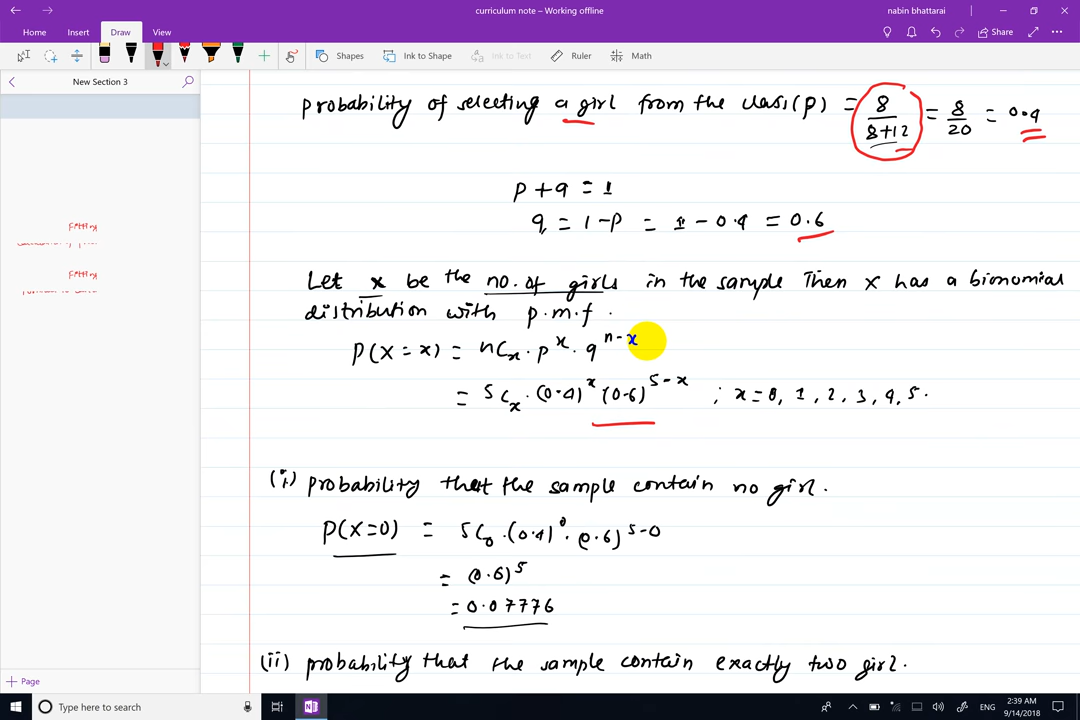 curriculum note – Working offline
nabin bhattarai
Home Insert Draw View
Share
Shapes Ink to Shape Ink to Text Ruler Math
New Section 3
probability of selecting a girl from the class (p) = 8/(8+12) = 8/20 = 0.4
p + q = 1
q = 1 - p = 1 - 0.4 = 0.6
Let x be the no. of girls in the sample Then x has a bimomial
distribution with p.m.f.
P(X = x) = nCx . p^x . q^(n-x)
= 5Cx . (0.4)^x (0.6)^(5-x) ; x = 0, 1, 2, 3, 4, 5.
(i) probability that the sample contain no girl.
P(X=0) = 5C0 . (0.4)^0 . (0.6)^(5-0)
= (0.6)^5
= 0.07776
(ii) probability that the sample contain exactly two girl.
+ Page
Type here to search
ENG
2:39 AM
9/14/2018